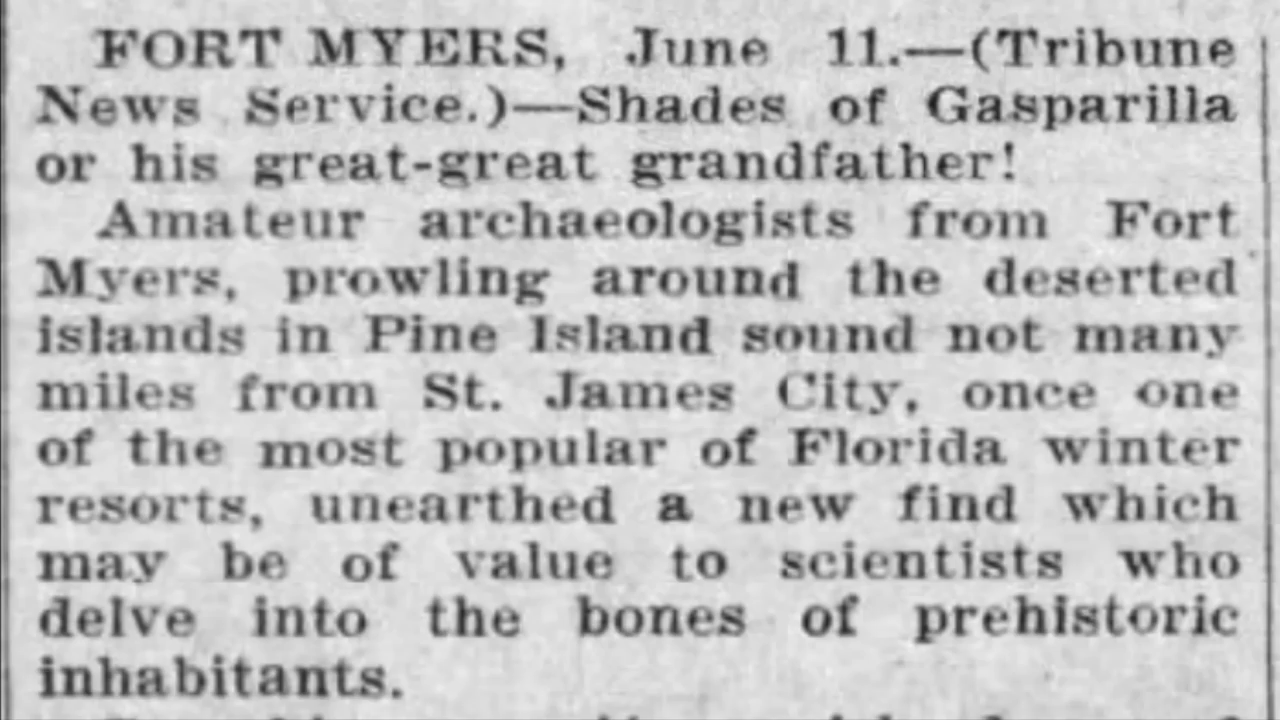 FORT MYERS, June 11.—(Tribune
News Service.)—Shades of Gasparilla
or his great-great grandfather!
Amateur archaeologists from Fort
Myers, prowling around the deserted
islands in Pine Island sound not many
miles from St. James City, once one
of the most popular of Florida winter
resorts, unearthed a new find which
may be of value to scientists who
delve into the bones of prehistoric
inhabitants.